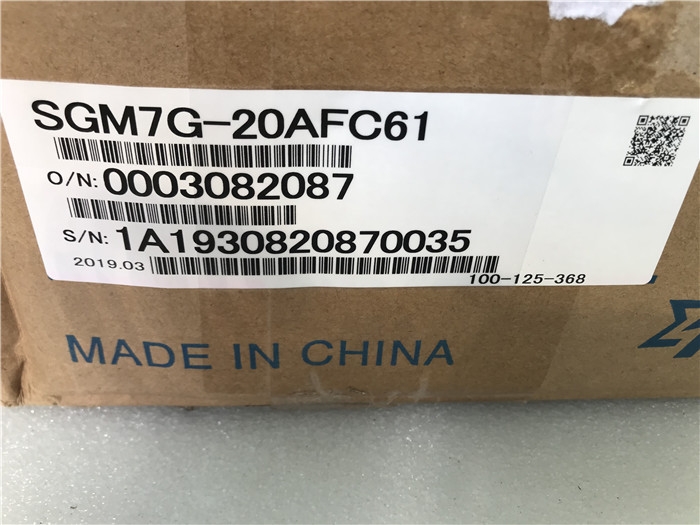 SGM7G-20AFC61
O/N: 0003082087
S/N: 1A1930820870035
2019.03
100-125-368
MADE IN CHINA